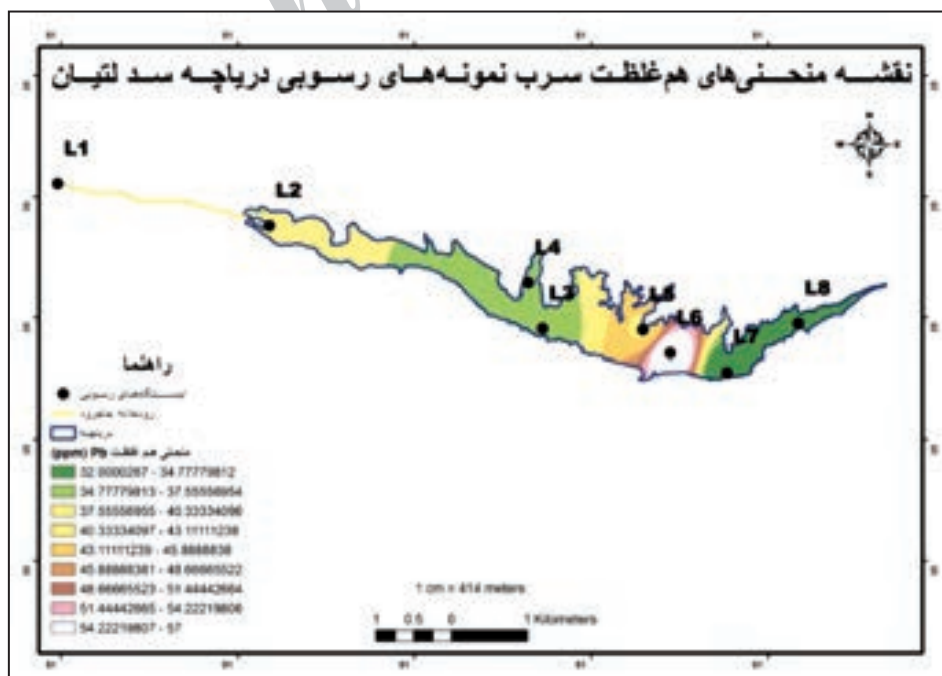 نقشه منحنی‌های هم‌غلظت سرب نمونه‌های رسوبی دریاچه سد لتیان
L1
L2
L4
L3
L5
L6
L7
L8
راهنما
ایستگاه‌های رسوبی
رودخانه جاجرود
دریاچه
منحنی هم غلظت Pb (ppm)
32.0000287 - 34.77779812
34.77779813 - 37.55556954
37.55556955 - 40.33334096
40.33334097 - 43.11111238
43.11111239 - 45.8888838
45.88888381 - 48.66665522
48.66665523 - 51.44442664
51.44442665 - 54.22219806
54.22219807 - 57
1 cm = 414 meters
1 0.5 0 1 Kilometers